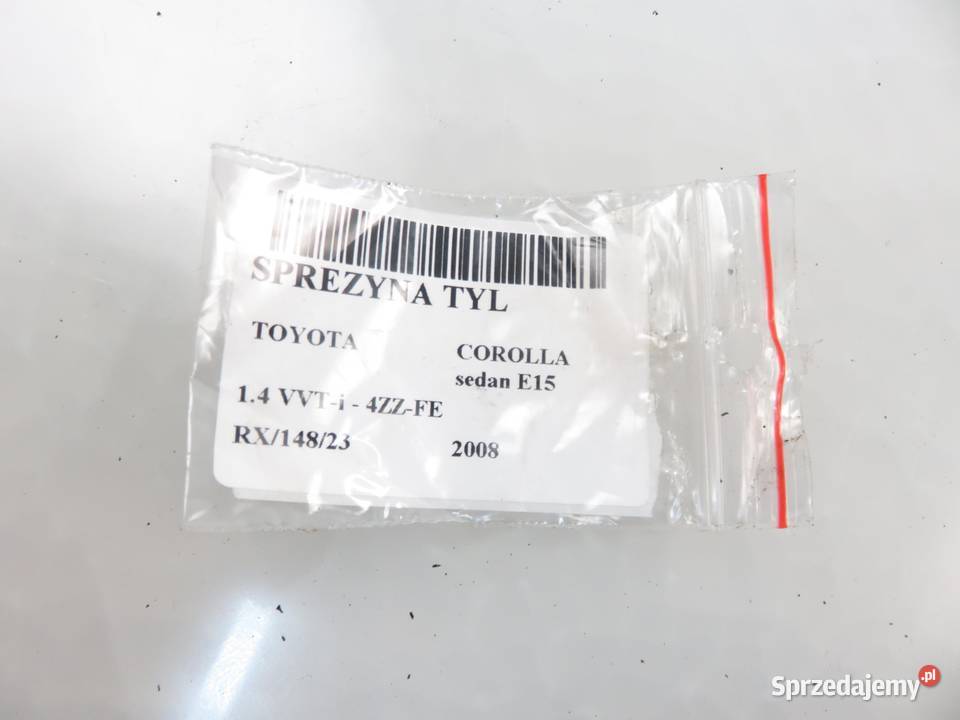 SPREZYNA TYL
TOYOTA COROLLA
sedan E15
1.4 VVT-i - 4ZZ-FE
RX/148/23 2008
Sprzedajemy.pl